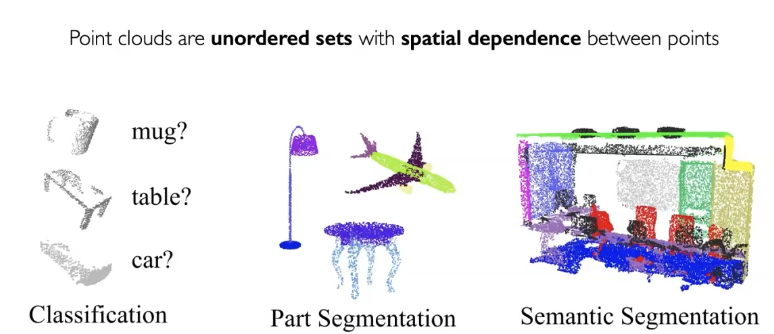 Point clouds are unordered sets with spatial dependence between points
mug?
table?
car?
Classification
Part Segmentation
Semantic Segmentation